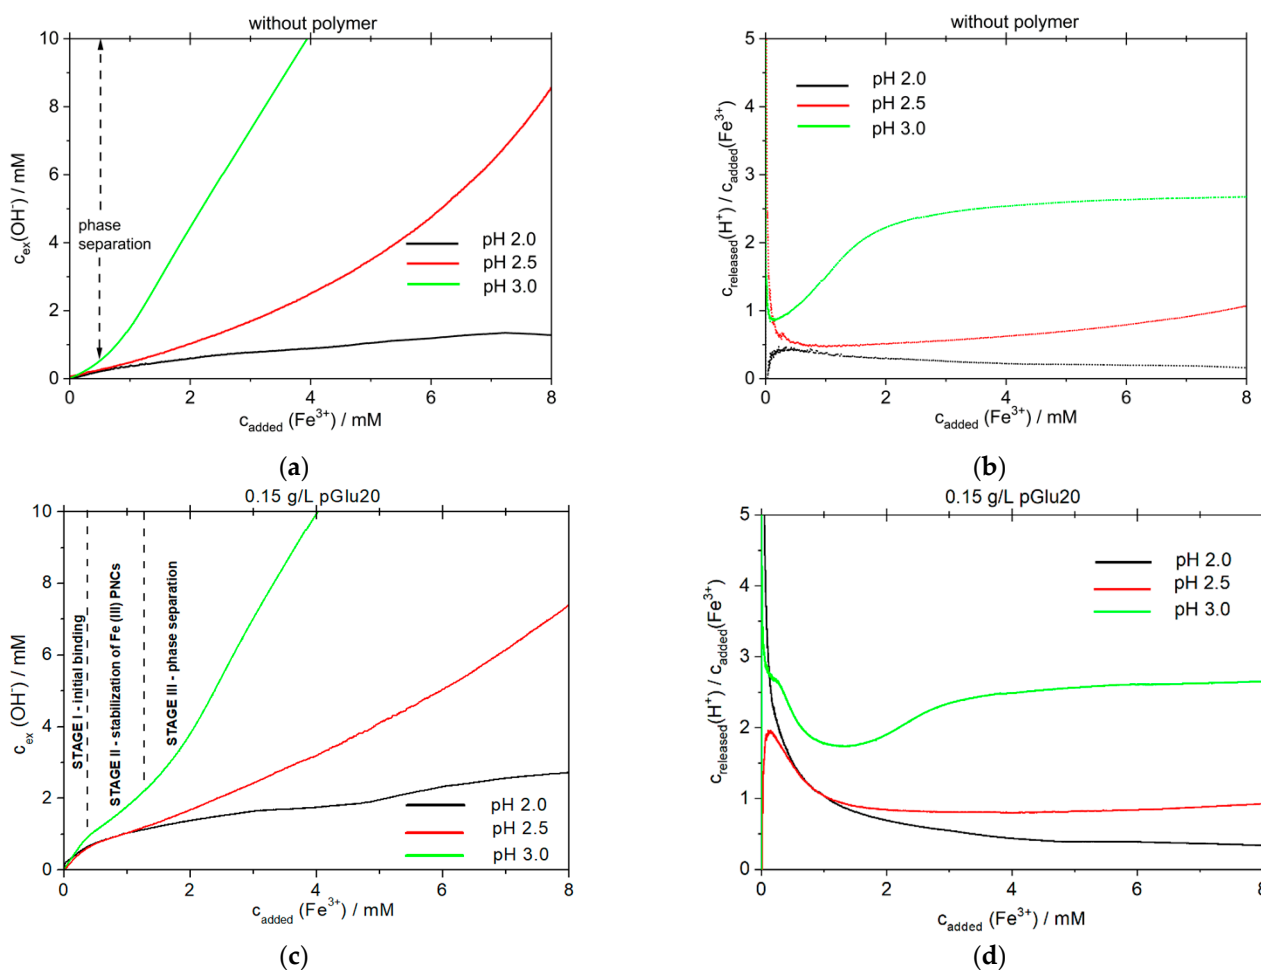 without polymer
10
8
6
4
2
0
c_ex(OH⁻) / mM
phase
separation
pH 2.0
pH 2.5
pH 3.0
0 2 4 6 8
c_added (Fe³⁺) / mM
(a)
without polymer
5
4
3
2
1
0
c_released(H⁺) / c_added(Fe³⁺)
pH 2.0
pH 2.5
pH 3.0
0 2 4 6 8
c_added (Fe³⁺) / mM
(b)
0.15 g/L pGlu20
10
8
6
4
2
0
c_ex (OH⁻) / mM
STAGE I - initial binding
STAGE II - stabilization of Fe (III) PNCs
STAGE III - phase separation
pH 2.0
pH 2.5
pH 3.0
0 2 4 6 8
c_added (Fe³⁺) / mM
(c)
0.15 g/L pGlu20
5
4
3
2
1
0
c_released(H⁺) / c_added(Fe³⁺)
pH 2.0
pH 2.5
pH 3.0
0 2 4 6 8
c_added (Fe³⁺) / mM
(d)